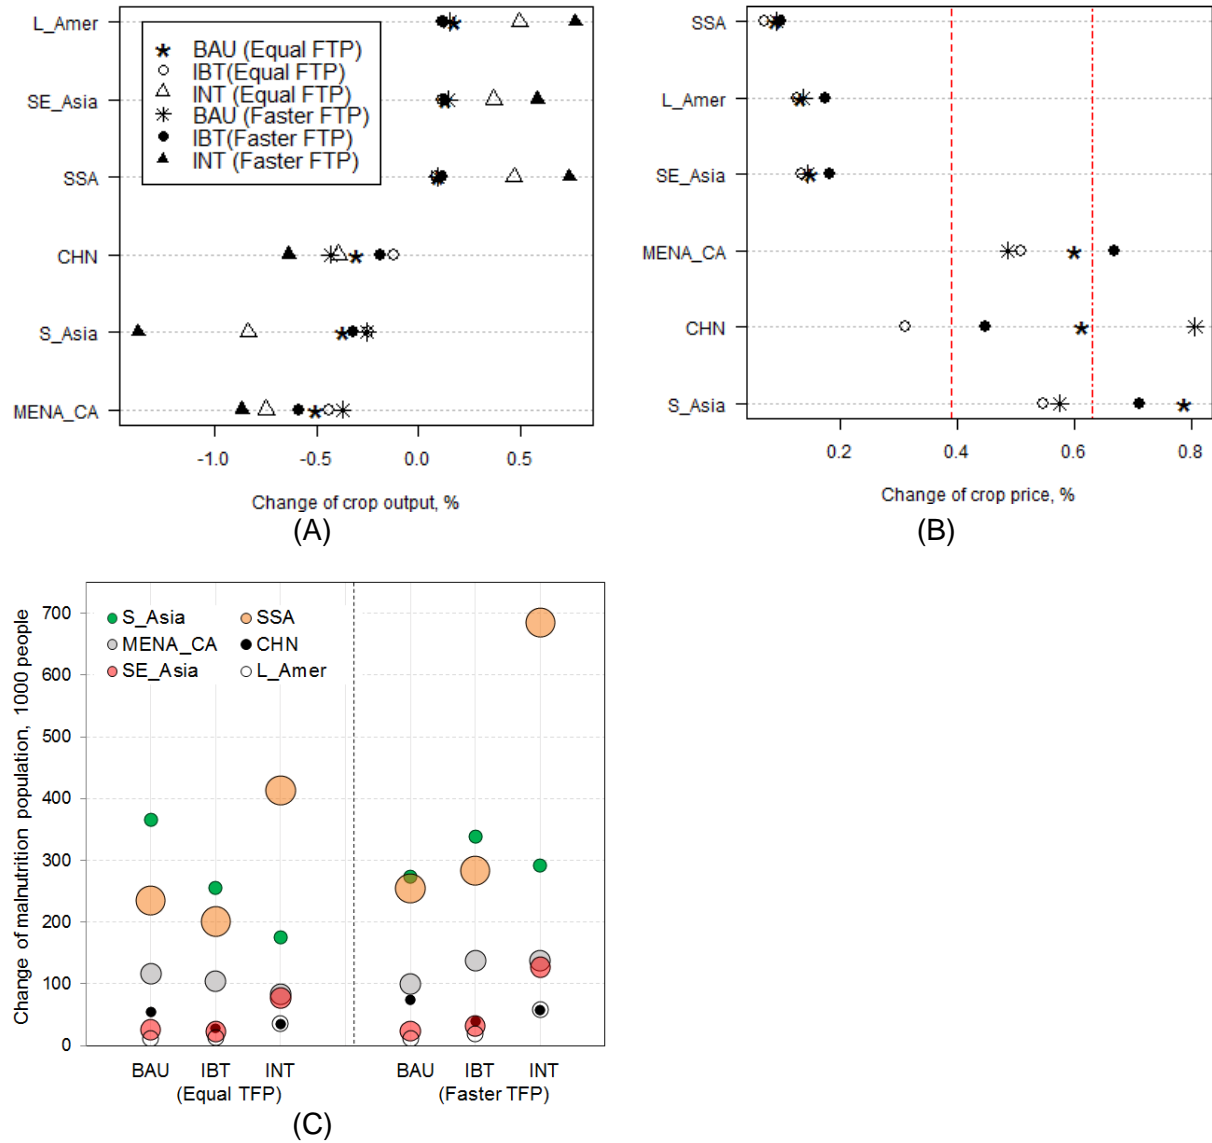 L_Amer
SE_Asia
SSA
CHN
S_Asia
MENA_CA
BAU (Equal FTP)
IBT(Equal FTP)
INT (Equal FTP)
BAU (Faster FTP)
IBT(Faster FTP)
INT (Faster FTP)
-1.0 -0.5 0.0 0.5
Change of crop output, %
(A)
SSA
L_Amer
SE_Asia
MENA_CA
CHN
S_Asia
0.2 0.4 0.6 0.8
Change of crop price, %
(B)
Change of malnutrition population, 1000 people
700
600
500
400
300
200
100
0
S_Asia SSA
MENA_CA CHN
SE_Asia L_Amer
BAU IBT INT BAU IBT INT
(Equal TFP) (Faster TFP)
(C)